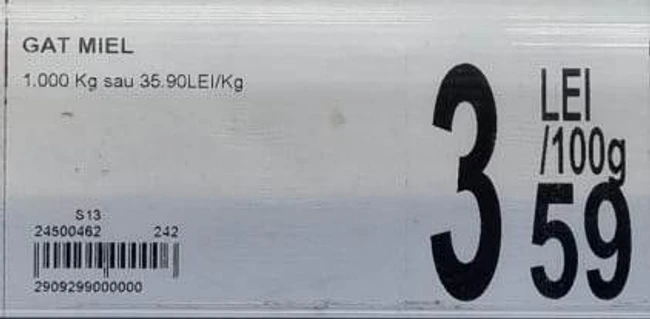 GAT MIEL
1.000 Kg sau 35.90LEI/Kg
3 59
LEI
/100g
S13
24500462 242
2909299000000